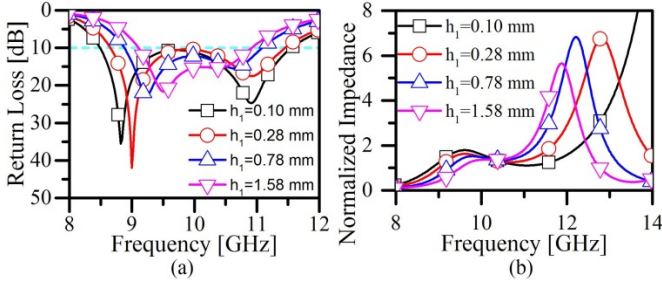 0
10
20
30
40
50
Return Loss [dB]
8
9
10
11
12
Frequency [GHz]
h1=0.10 mm
h1=0.28 mm
h1=0.78 mm
h1=1.58 mm
(a)
8
6
4
2
0
Normalized Impedance
8
10
12
14
Frequency [GHz]
h1=0.10 mm
h1=0.28 mm
h1=0.78 mm
h1=1.58 mm
(b)